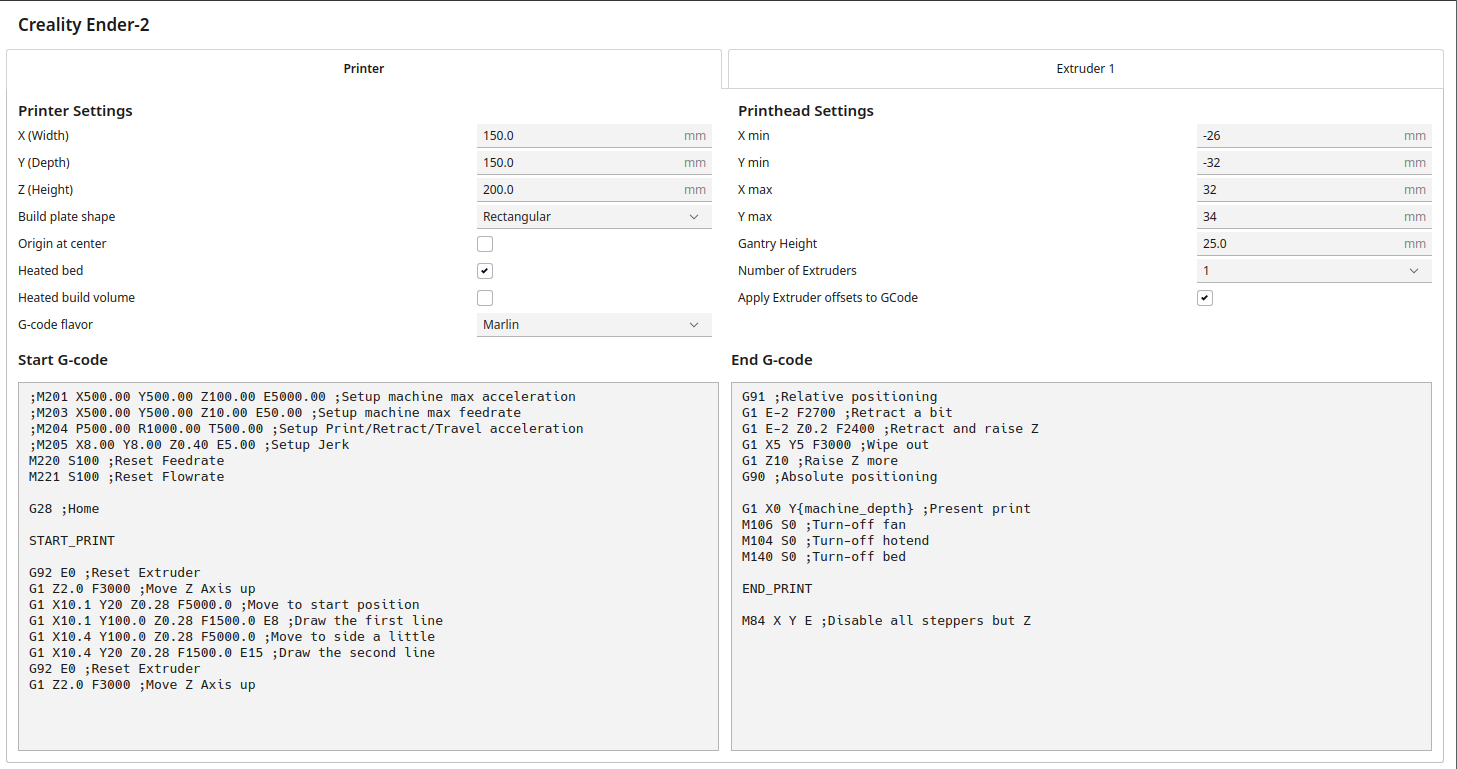 Creality Ender-2
Printer
Extruder 1
Printer Settings
X (Width) 150.0 mm
Y (Depth) 150.0 mm
Z (Height) 200.0 mm
Build plate shape Rectangular
Origin at center
Heated bed
Heated build volume
G-code flavor Marlin
Printhead Settings
X min -26 mm
Y min -32 mm
X max 32 mm
Y max 34 mm
Gantry Height 25.0 mm
Number of Extruders 1
Apply Extruder offsets to GCode
Start G-code
;M201 X500.00 Y500.00 Z100.00 E5000.00 ;Setup machine max acceleration
;M203 X500.00 Y500.00 Z10.00 E50.00 ;Setup machine max feedrate
;M204 P500.00 R1000.00 T500.00 ;Setup Print/Retract/Travel acceleration
;M205 X8.00 Y8.00 Z0.40 E5.00 ;Setup Jerk
M220 S100 ;Reset Feedrate
M221 S100 ;Reset Flowrate
G28 ;Home
START_PRINT
G92 E0 ;Reset Extruder
G1 Z2.0 F3000 ;Move Z Axis up
G1 X10.1 Y20 Z0.28 F5000.0 ;Move to start position
G1 X10.1 Y100.0 Z0.28 F1500.0 E8 ;Draw the first line
G1 X10.4 Y100.0 Z0.28 F5000.0 ;Move to side a little
G1 X10.4 Y20 Z0.28 F1500.0 E15 ;Draw the second line
G92 E0 ;Reset Extruder
G1 Z2.0 F3000 ;Move Z Axis up
End G-code
G91 ;Relative positioning
G1 E-2 F2700 ;Retract a bit
G1 E-2 Z0.2 F2400 ;Retract and raise Z
G1 X5 Y5 F3000 ;Wipe out
G1 Z10 ;Raise Z more
G90 ;Absolute positioning
G1 X0 Y{machine_depth} ;Present print
M106 S0 ;Turn-off fan
M104 S0 ;Turn-off hotend
M140 S0 ;Turn-off bed
END_PRINT
M84 X Y E ;Disable all steppers but Z